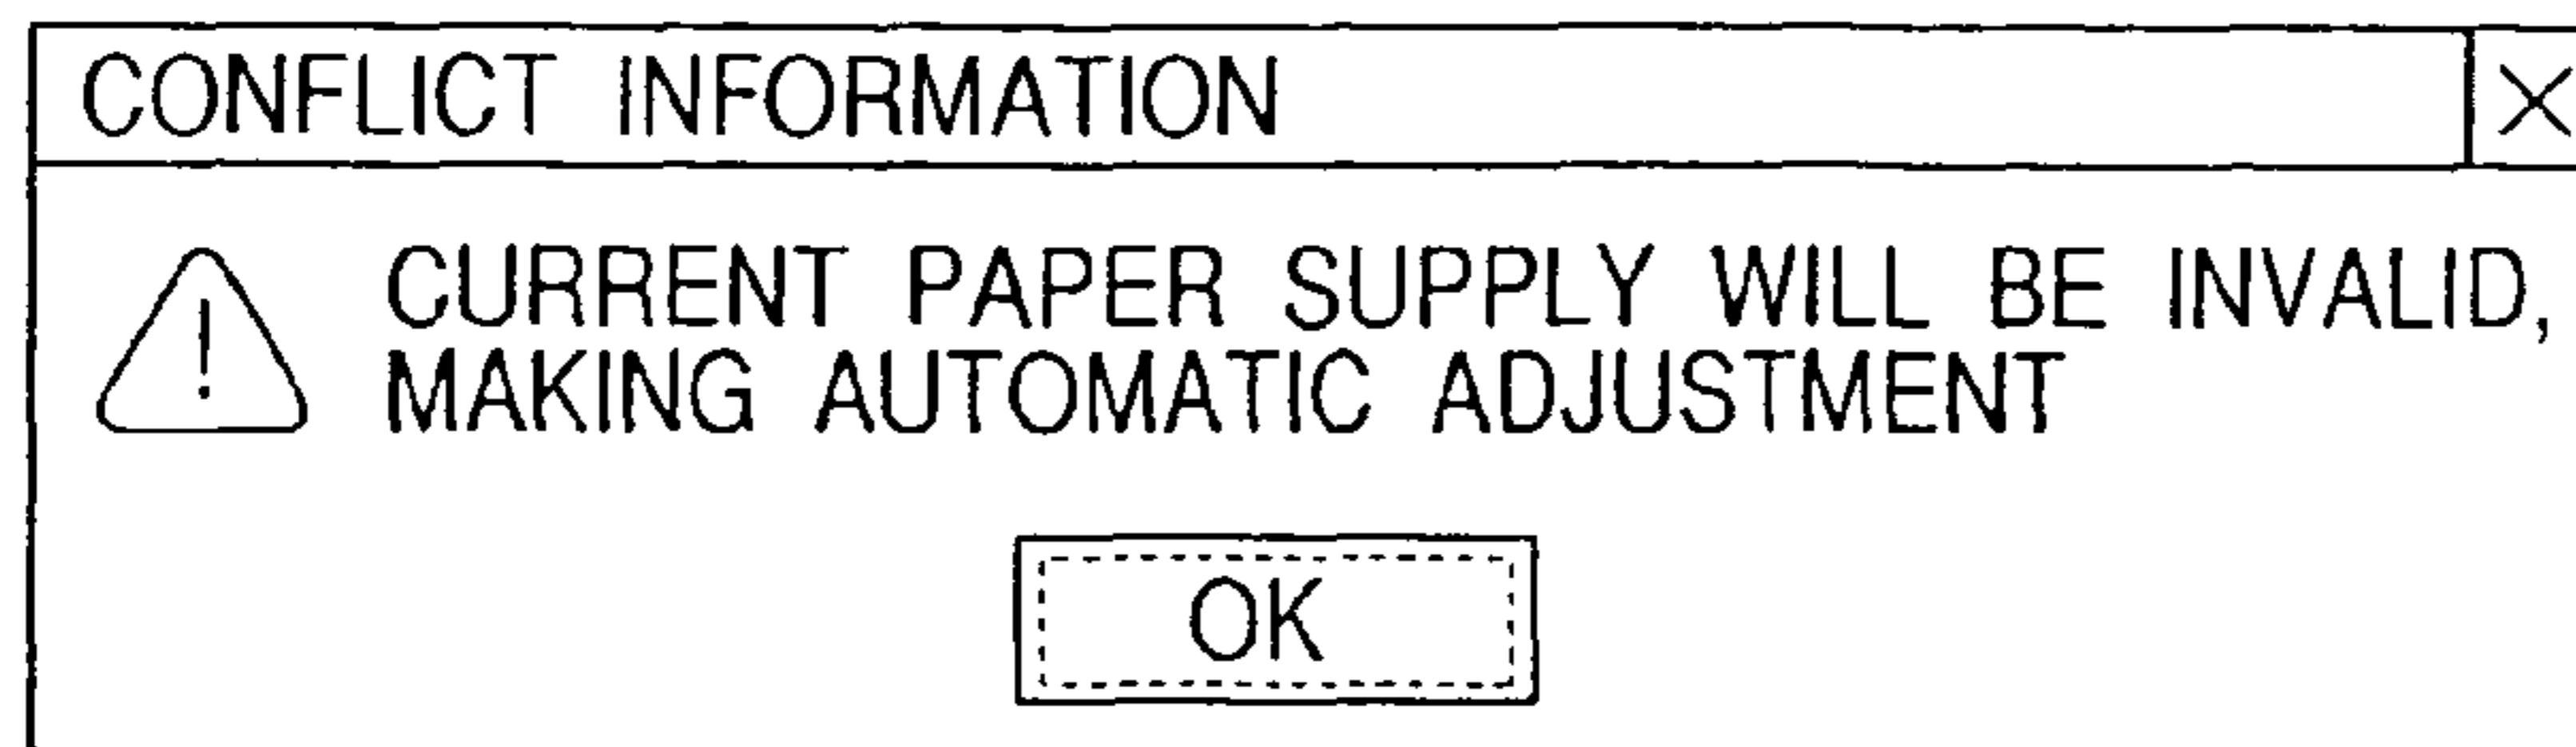 CONFLICT INFORMATION
CURRENT PAPER SUPPLY WILL BE INVALID,
MAKING AUTOMATIC ADJUSTMENT
OK